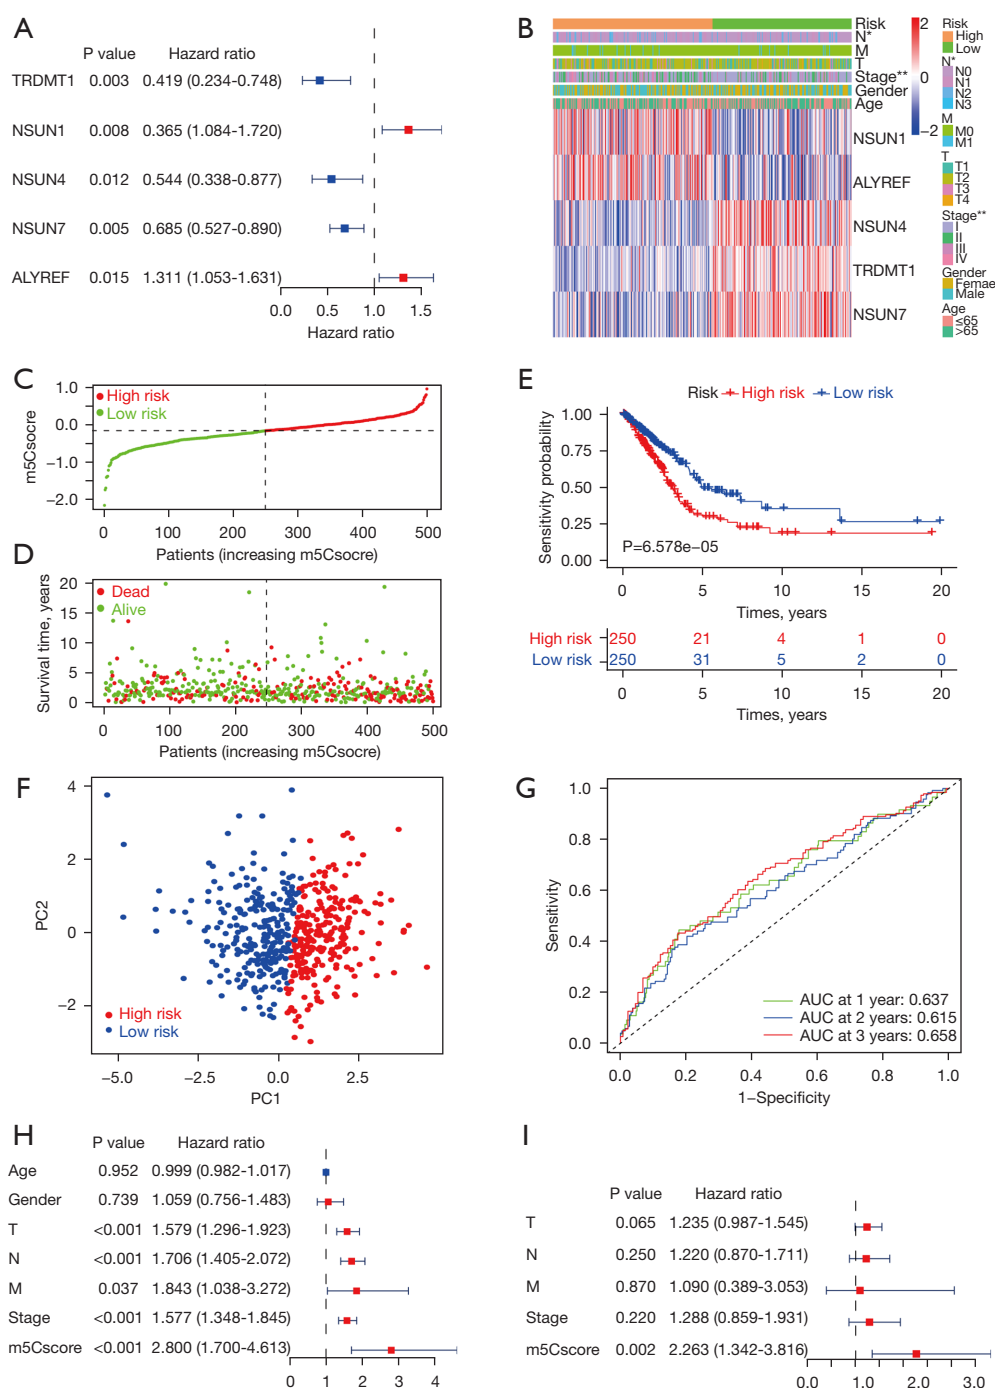 A
P value Hazard ratio
TRDMT1 0.003 0.419 (0.234-0.748)
NSUN1 0.008 0.365 (1.084-1.720)
NSUN4 0.012 0.544 (0.338-0.877)
NSUN7 0.005 0.685 (0.527-0.890)
ALYREF 0.015 1.311 (1.053-1.631)
0.0 0.5 1.0 1.5
Hazard ratio
B
Risk
N*
M
T
Stage**
Gender
Age
NSUN1
ALYREF
NSUN4
TRDMT1
NSUN7
2
0
−2
Risk
High
Low
N*
N0
N1
N2
N3
M
M0
M1
T
T1
T2
T3
T4
Stage**
I
II
III
IV
Gender
Femae
Male
Age
≤65
>65
C
High risk
Low risk
m5Csocre
1.0
0.0
−1.0
−2.0
0 100 200 300 400 500
Patients (increasing m5Csocre)
D
Dead
Alive
Survival time, years
20
15
10
5
0
0 100 200 300 400 500
Patients (increasing m5Csocre)
E
Risk High risk Low risk
Sensitivity probability
1.00
0.75
0.50
0.25
0.00
P=6.578e−05
0 5 10 15 20
Times, years
High risk 250 21 4 1 0
Low risk 250 31 5 2 0
0 5 10 15 20
Times, years
F
PC2
4
2
0
−2
High risk
Low risk
−5.0 −2.5 0.0 2.5
PC1
G
Sensitivity
1.0
0.8
0.6
0.4
0.2
0.0
AUC at 1 year: 0.637
AUC at 2 years: 0.615
AUC at 3 years: 0.658
0.0 0.2 0.4 0.6 0.8 1.0
1−Specificity
H
P value Hazard ratio
Age 0.952 0.999 (0.982-1.017)
Gender 0.739 1.059 (0.756-1.483)
T <0.001 1.579 (1.296-1.923)
N <0.001 1.706 (1.405-2.072)
M 0.037 1.843 (1.038-3.272)
Stage <0.001 1.577 (1.348-1.845)
m5Cscore <0.001 2.800 (1.700-4.613)
0 1 2 3 4
I
P value Hazard ratio
T 0.065 1.235 (0.987-1.545)
N 0.250 1.220 (0.870-1.711)
M 0.870 1.090 (0.389-3.053)
Stage 0.220 1.288 (0.859-1.931)
m5Cscore 0.002 2.263 (1.342-3.816)
0.0 1.0 2.0 3.0